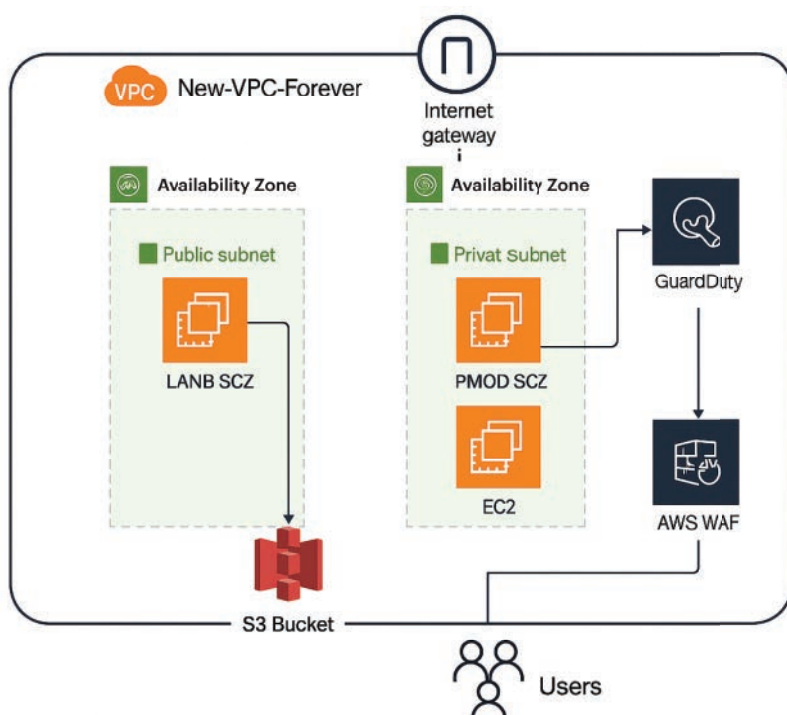 VPC
New-VPC-Forever
Internet
gateway
Availability Zone
Availability Zone
Public subnet
Privat subnet
LANB SCZ
PMOD SCZ
EC2
GuardDuty
AWS WAF
S3 Bucket
Users